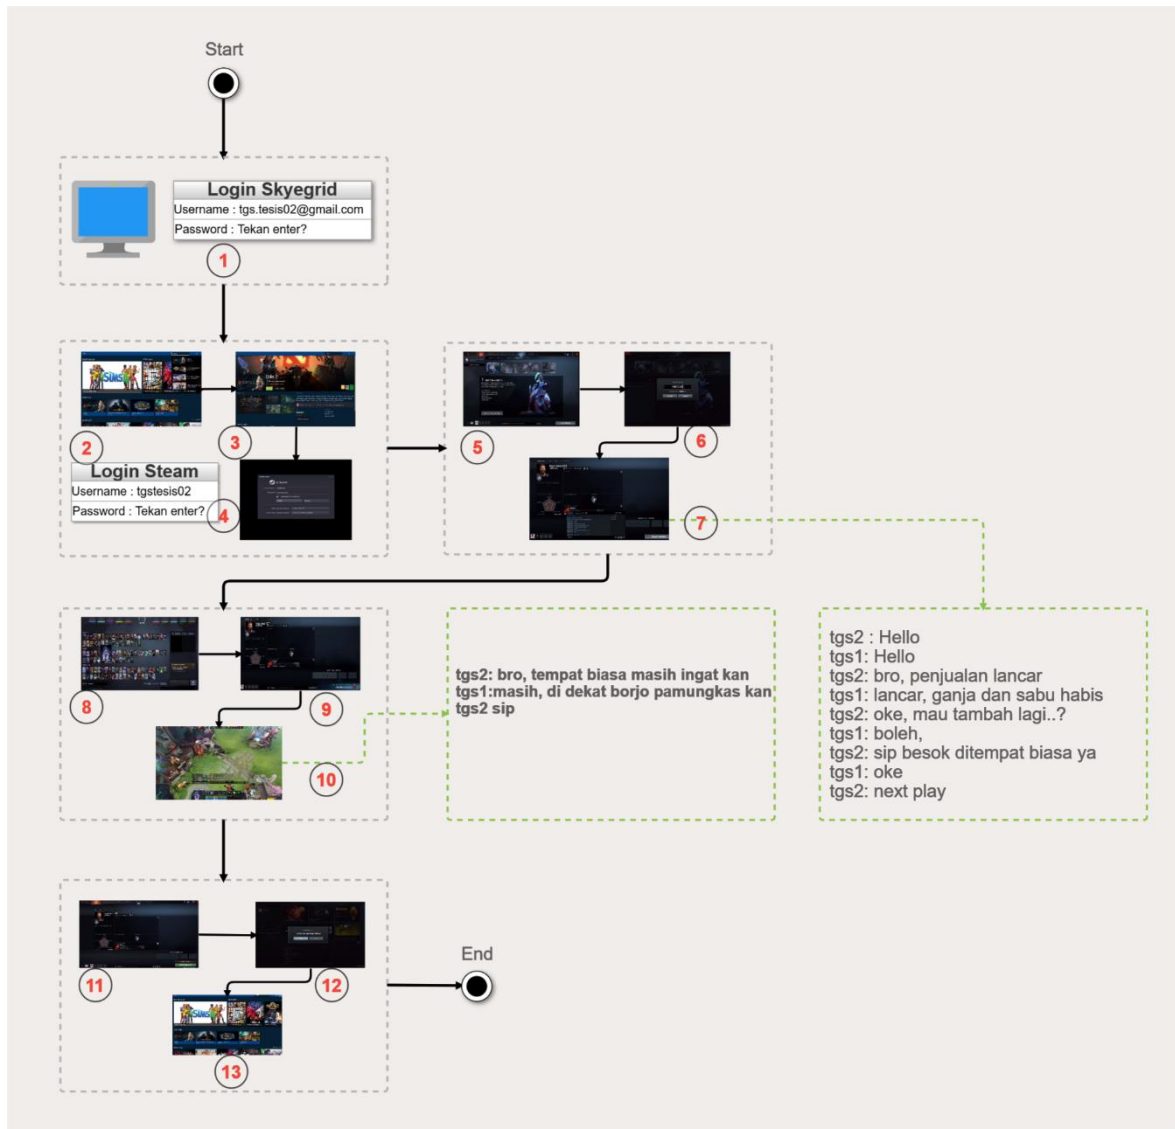 Start
Login Skyegrid
Username : tgs.tesis02@gmail.com
Password : Tekan enter?
1
2
3
Login Steam
Username : tgstesis02
Password : Tekan enter?
4
5
6
7
8
9
10
tgs2: bro, tempat biasa masih ingat kan
tgs1:masih, di dekat borjo pamungkas kan
tgs2 sip
tgs2 : Hello
tgs1: Hello
tgs2: bro, penjualan lancar
tgs1: lancar, ganja dan sabu habis
tgs2: oke, mau tambah lagi..?
tgs1: boleh,
tgs2: sip besok ditempat biasa ya
tgs1: oke
tgs2: next play
11
12
13
End